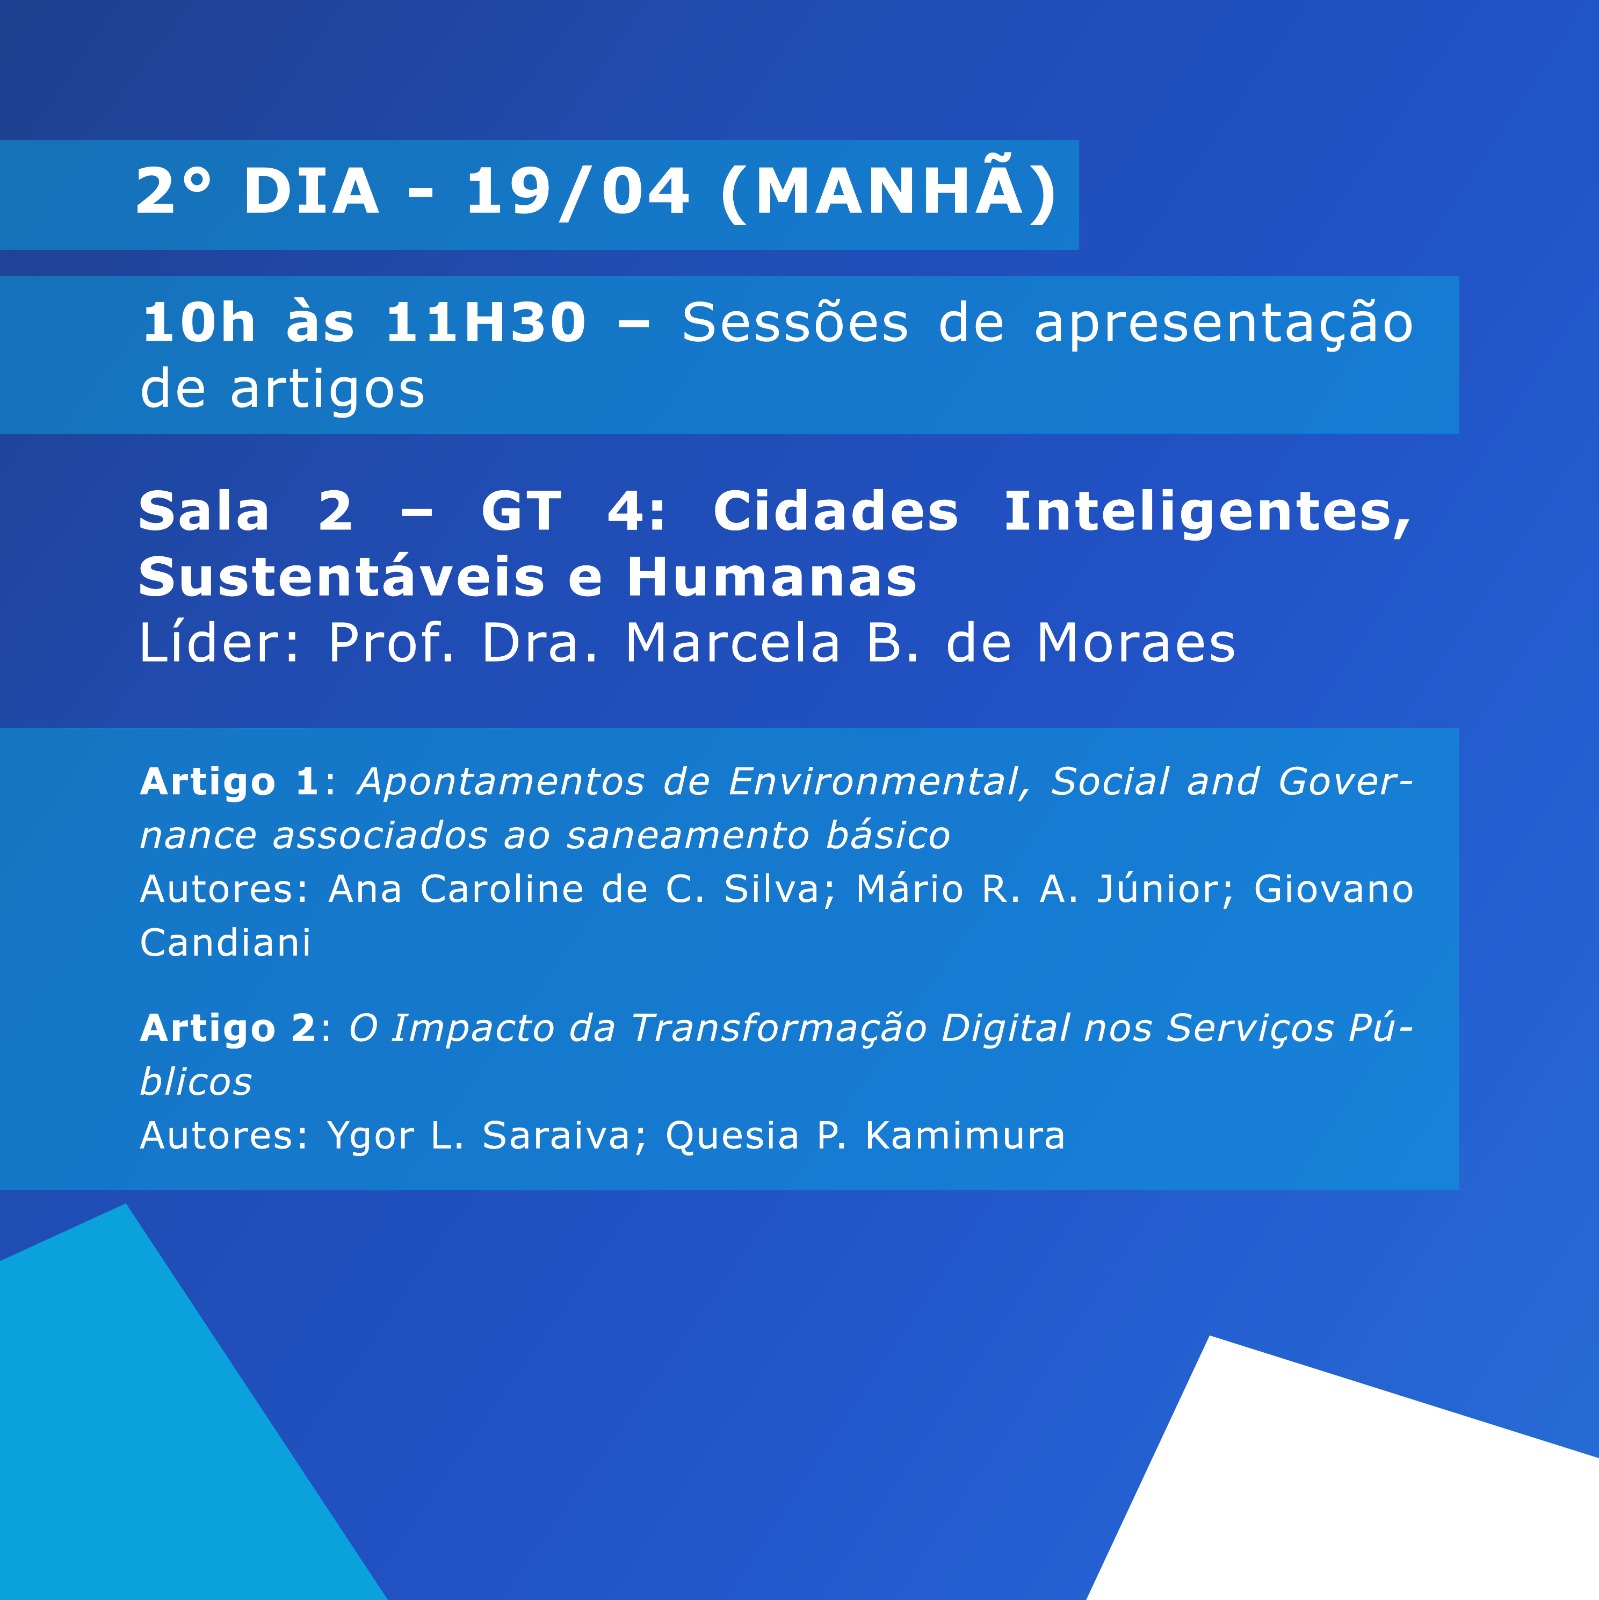 2° DIA - 19/04 (MANHÃ)
10h às 11H30 – Sessões de apresentação
de artigos
Sala 2 – GT 4: Cidades Inteligentes,
Sustentáveis e Humanas
Líder: Prof. Dra. Marcela B. de Moraes
Artigo 1: Apontamentos de Environmental, Social and Gover-
nance associados ao saneamento básico
Autores: Ana Caroline de C. Silva; Mário R. A. Júnior; Giovano
Candiani
Artigo 2: O Impacto da Transformação Digital nos Serviços Pú-
blicos
Autores: Ygor L. Saraiva; Quesia P. Kamimura